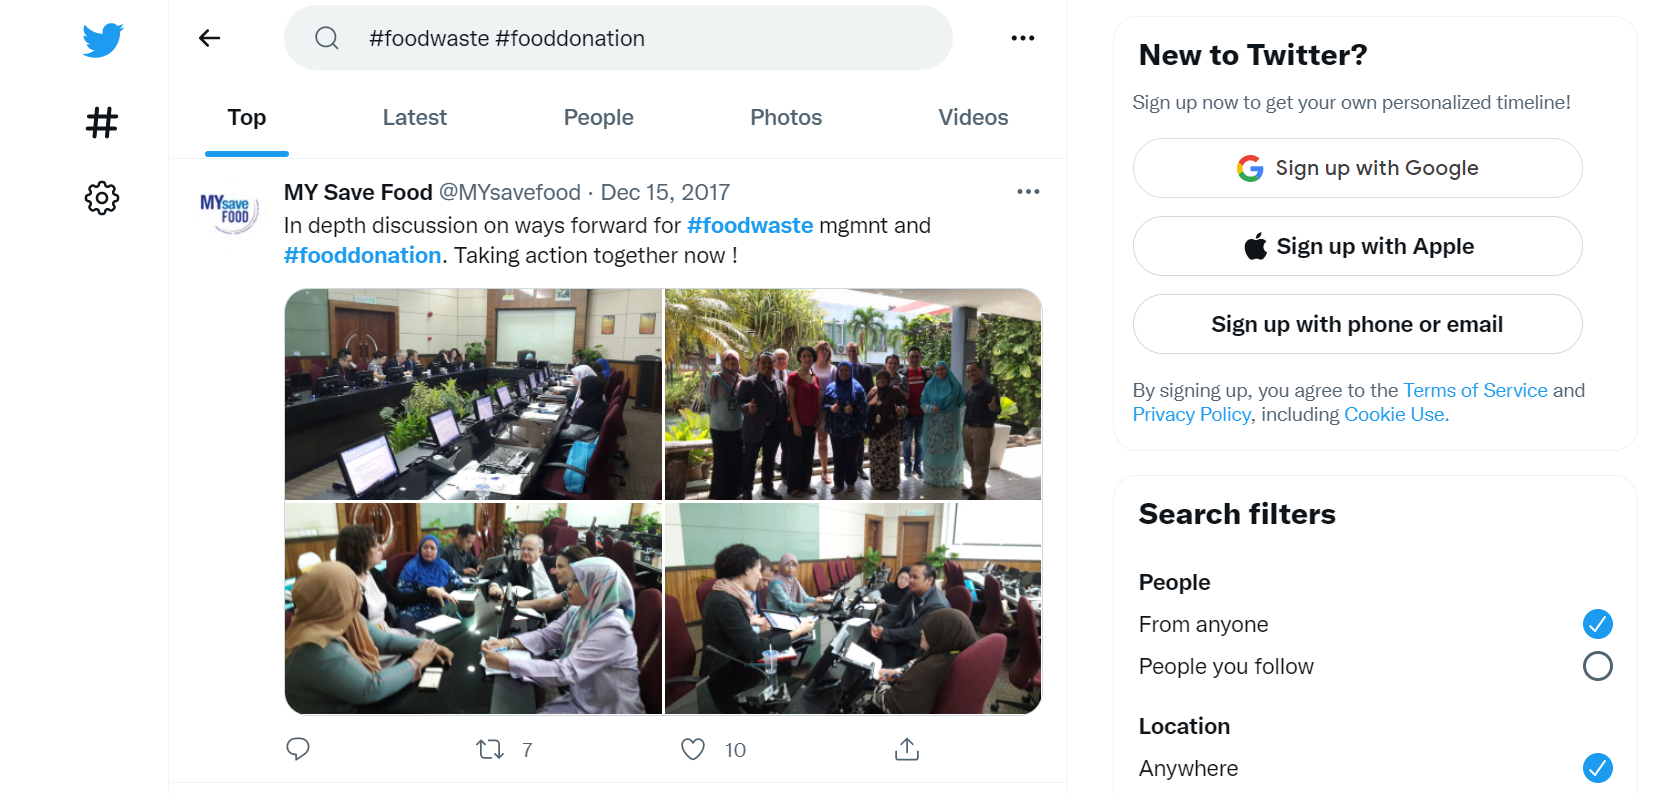 #foodwaste #fooddonation
Top
Latest
People
Photos
Videos
MY Save Food @MYsavefood · Dec 15, 2017
MYsave
FOOD
In depth discussion on ways forward for #foodwaste mgmnt and
#fooddonation. Taking action together now !
7
10
New to Twitter?
Sign up now to get your own personalized timeline!
Sign up with Google
Sign up with Apple
Sign up with phone or email
By signing up, you agree to the Terms of Service and
Privacy Policy, including Cookie Use.
Search filters
People
From anyone
People you follow
Location
Anywhere